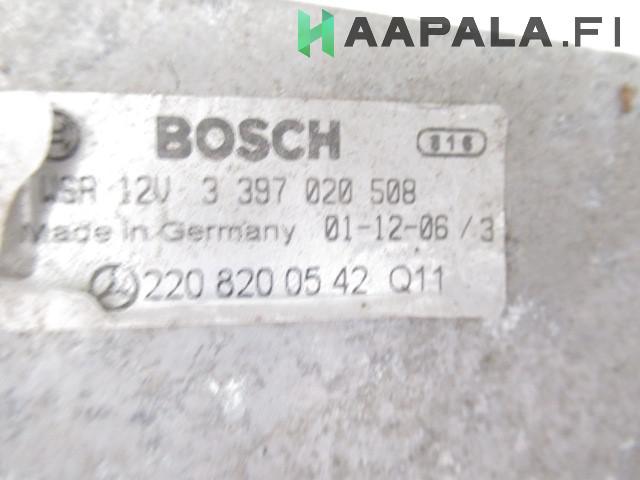 HAAPALA.FI
BOSCH 816
WSR 12V 3 397 020 508
Made in Germany 01-12-06 / 3
220 820 05 42 Q11